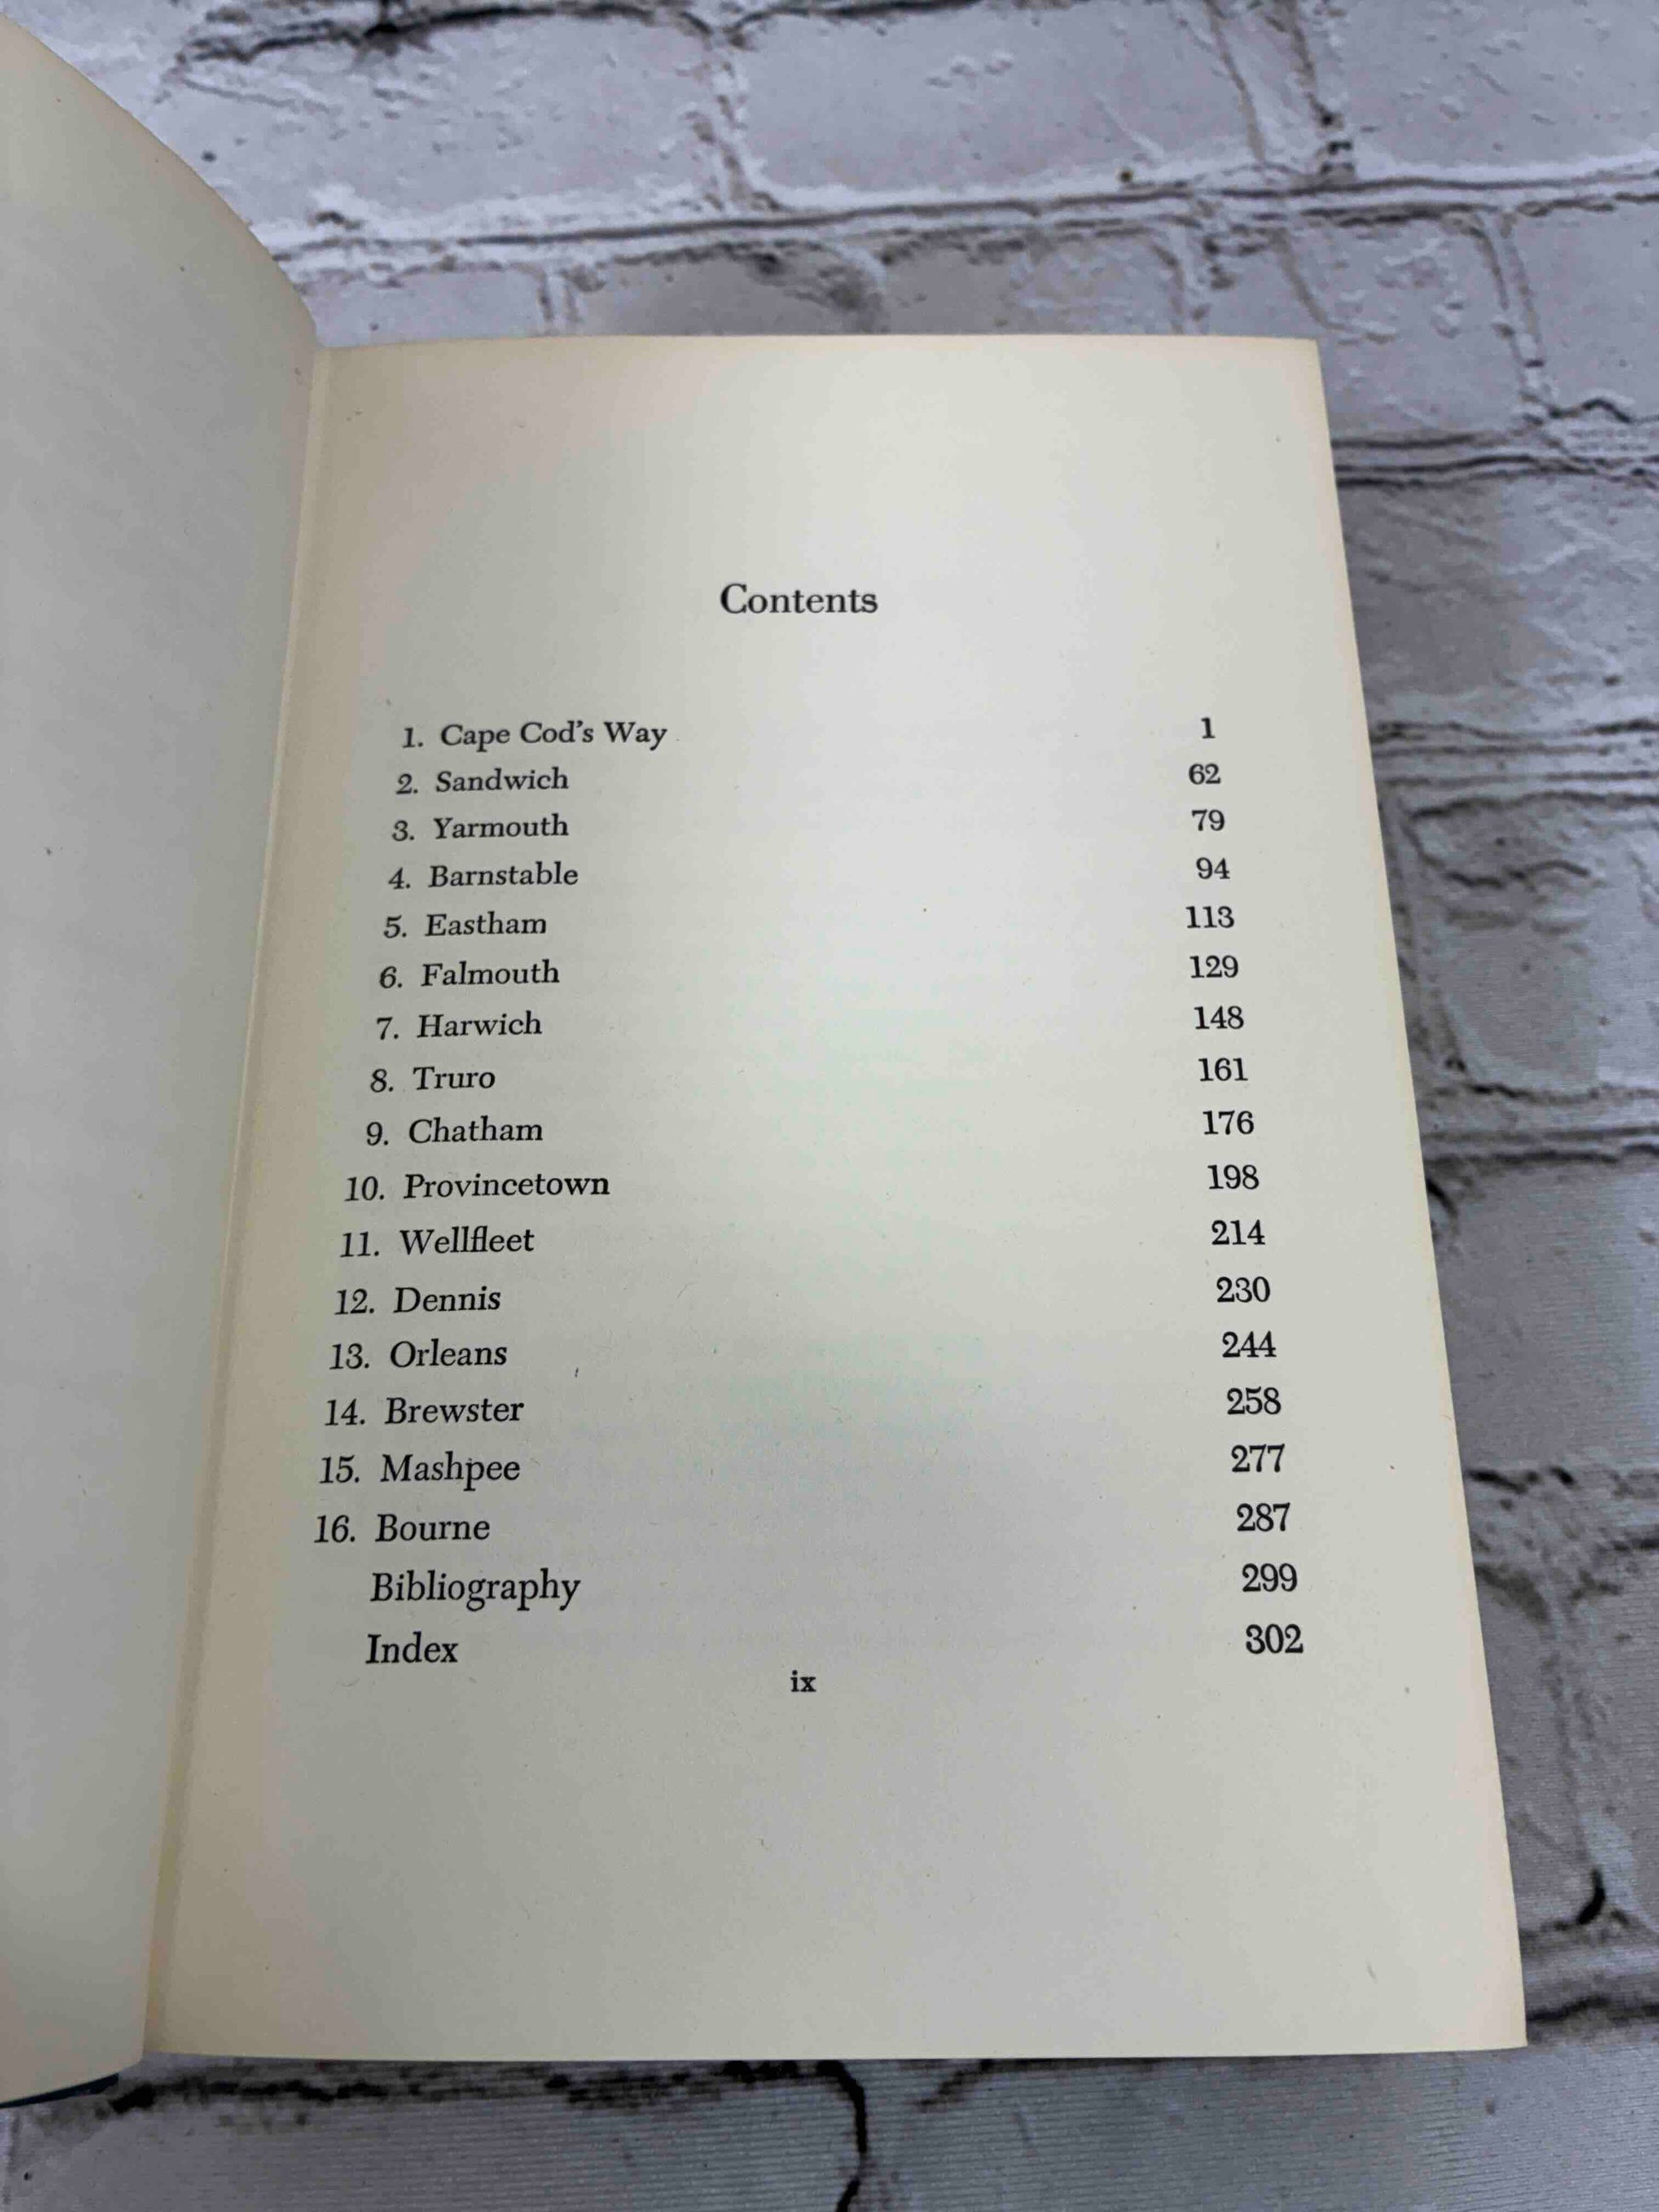 Contents
1. Cape Cod's Way 1
2. Sandwich 62
3. Yarmouth 79
4. Barnstable 94
5. Eastham 113
6. Falmouth 129
7. Harwich 148
8. Truro 161
9. Chatham 176
10. Provincetown 198
11. Wellfleet 214
12. Dennis 230
13. Orleans 244
14. Brewster 258
15. Mashpee 277
16. Bourne 287
Bibliography 299
Index 302
ix